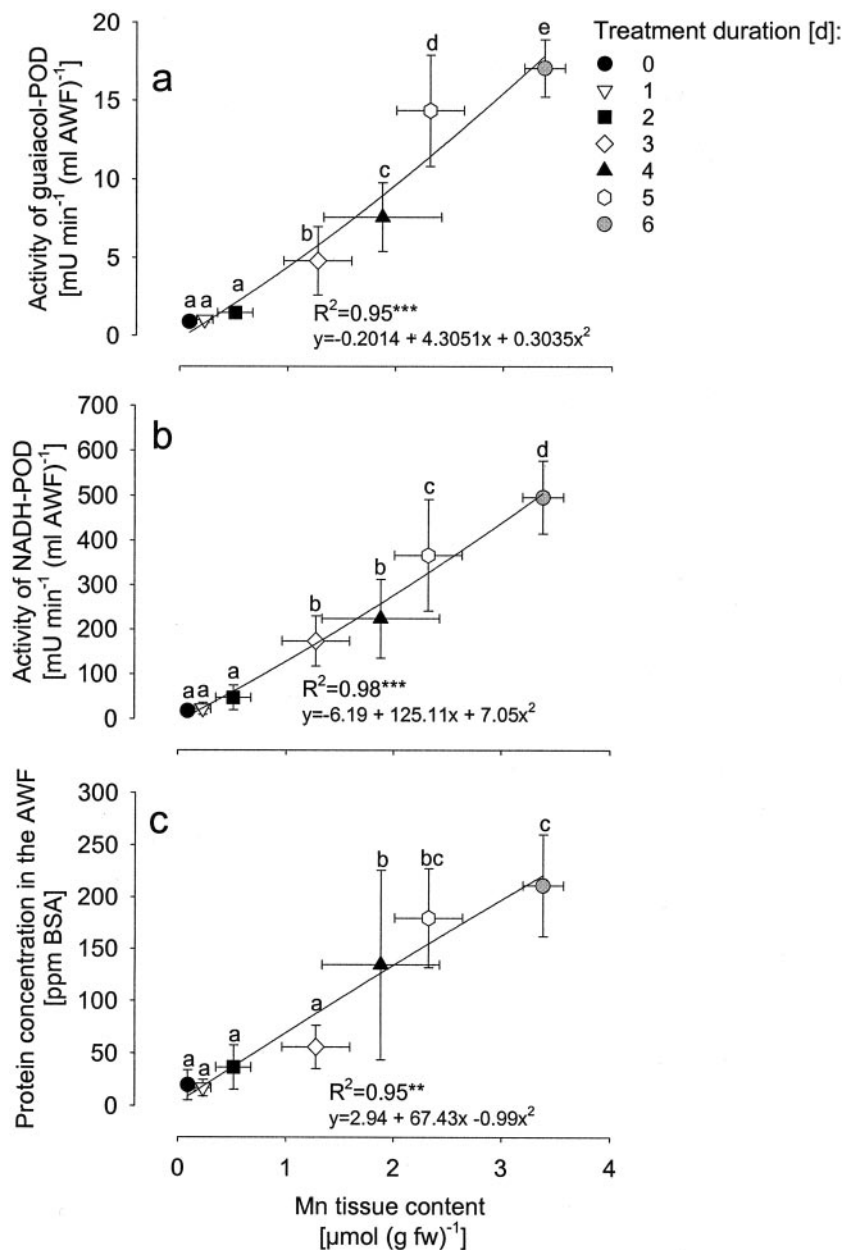 Treatment duration [d]:
0
1
2
3
4
5
6
a
Activity of guaiacol-POD
[mU min⁻¹ (ml AWF)⁻¹]
20
15
10
5
0
a a a b c d e
R²=0.95***
y=-0.2014 + 4.3051x + 0.3035x²
b
Activity of NADH-POD
[mU min⁻¹ (ml AWF)⁻¹]
700
600
500
400
300
200
100
0
a a a b b c d
R²=0.98***
y=-6.19 + 125.11x + 7.05x²
c
Protein concentration in the AWF
[ppm BSA]
300
250
200
150
100
50
0
a a a a b bc c
R²=0.95**
y=2.94 + 67.43x -0.99x²
0 1 2 3 4
Mn tissue content
[µmol (g fw)⁻¹]